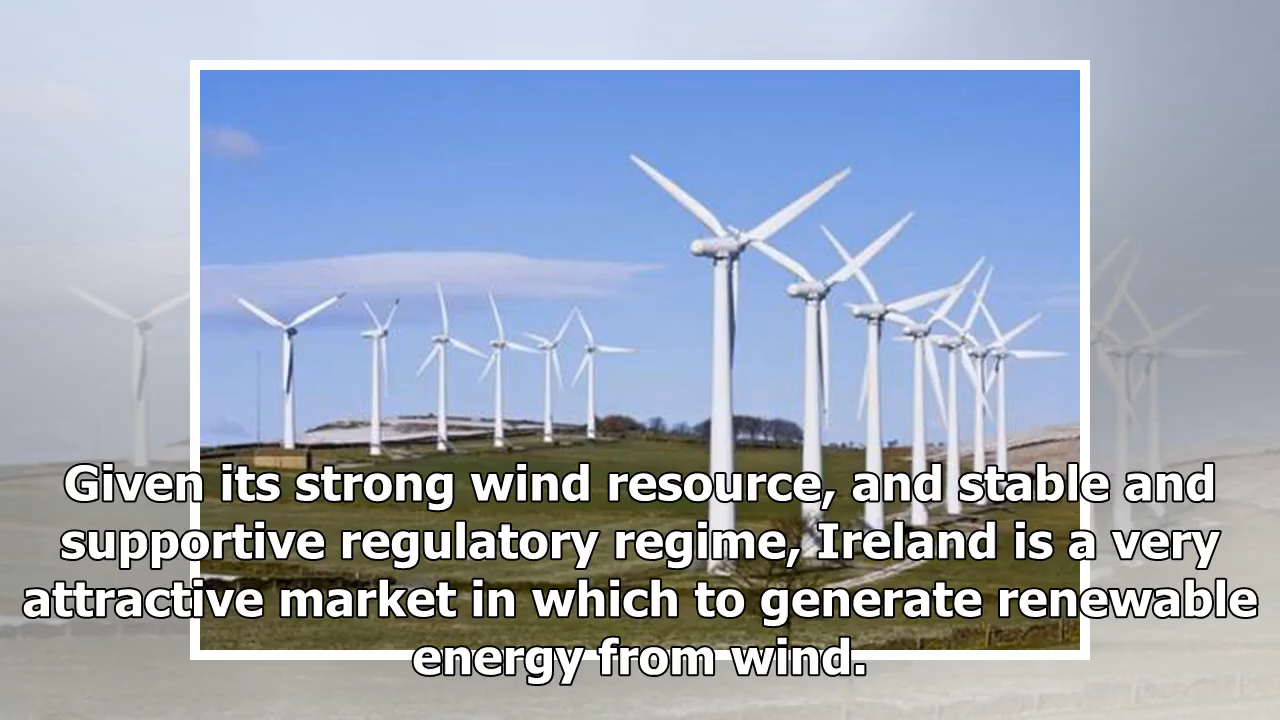 Given its strong wind resource, and stable and
supportive regulatory regime, Ireland is a very
attractive market in which to generate renewable
energy from wind.